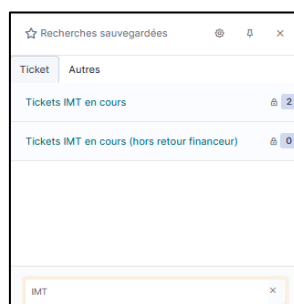 Recherches sauvegardées
Ticket Autres
Tickets IMT en cours 2
Tickets IMT en cours (hors retour financeur) 0
IMT